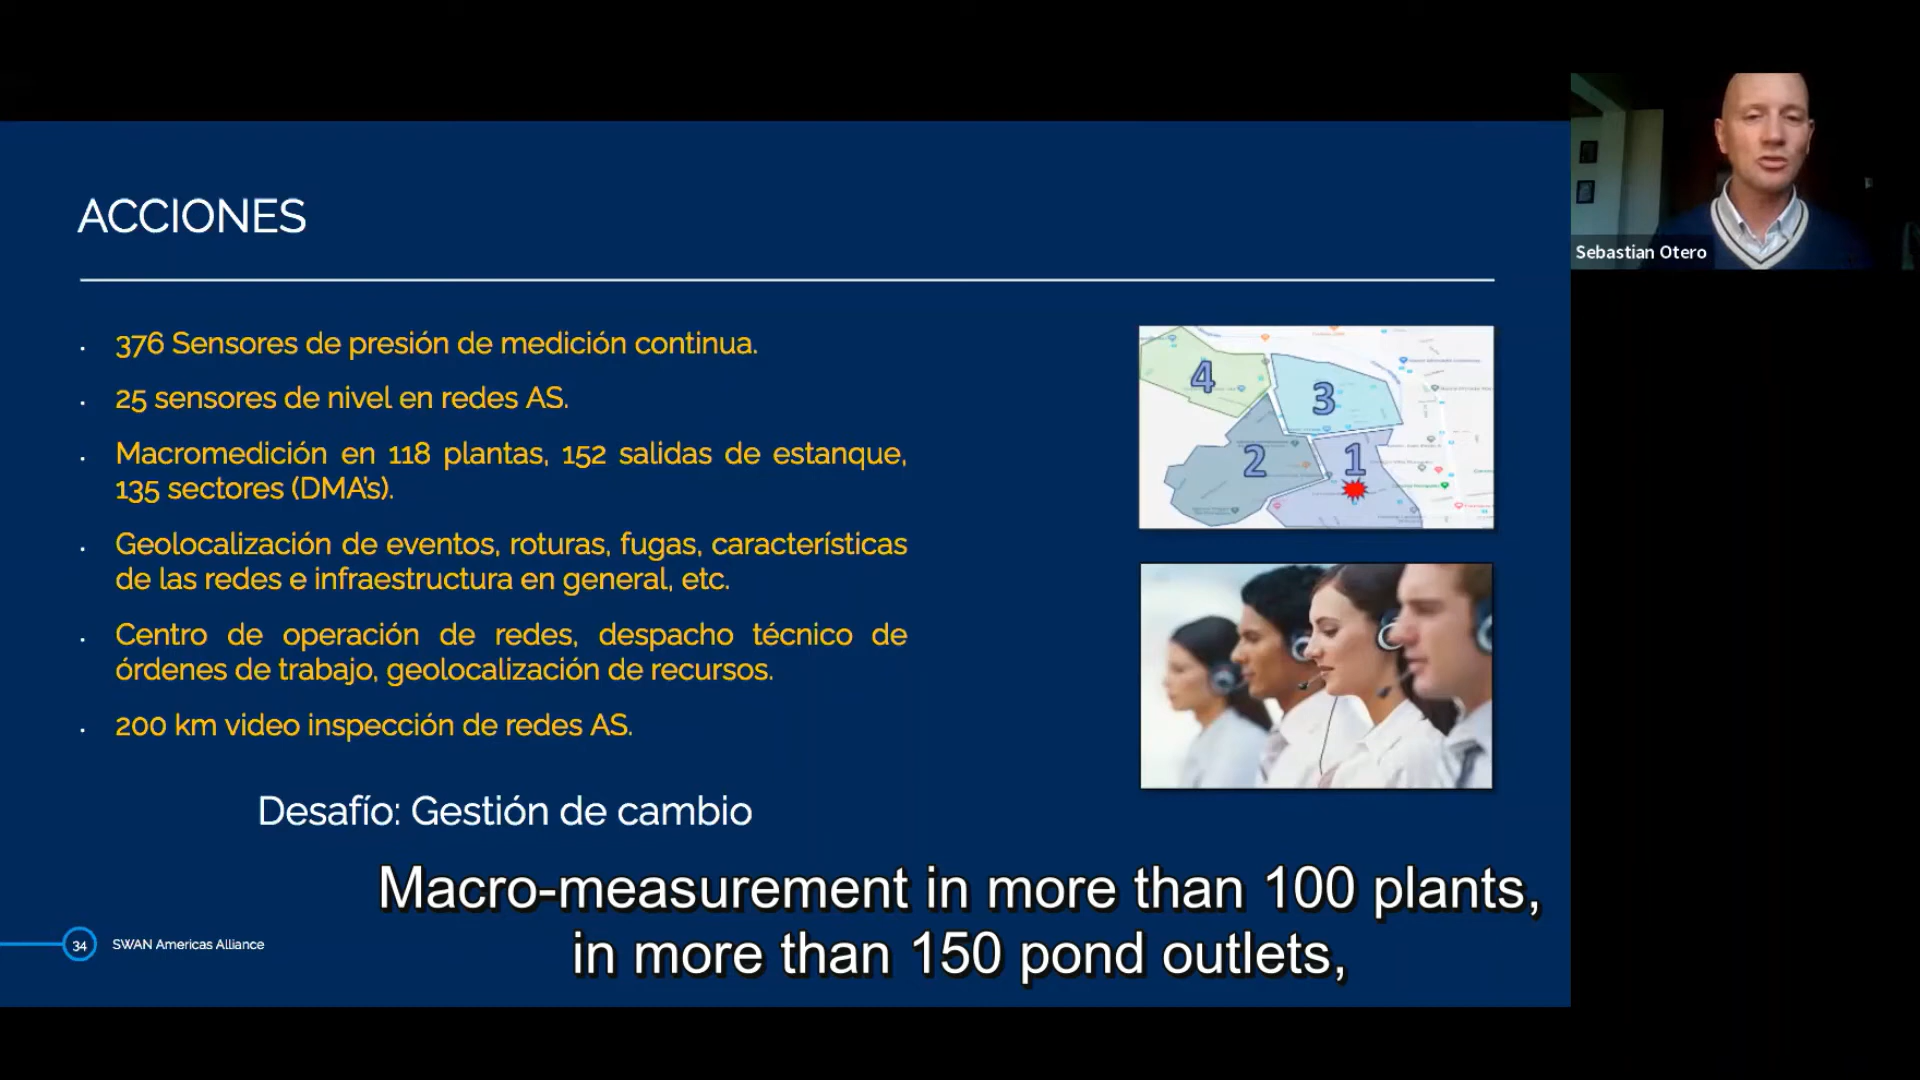 ACCIONES
• 376 Sensores de presión de medición continua.
• 25 sensores de nivel en redes AS.
• Macromedición en 118 plantas, 152 salidas de estanque,
135 sectores (DMA's).
• Geolocalización de eventos, roturas, fugas, características
de las redes e infraestructura en general, etc.
• Centro de operación de redes, despacho técnico de
órdenes de trabajo, geolocalización de recursos.
• 200 km video inspección de redes AS.
Desafío: Gestión de cambio
4
3
2
1
34 SWAN Americas Alliance
Macro-measurement in more than 100 plants,
in more than 150 pond outlets,
Sebastian Otero